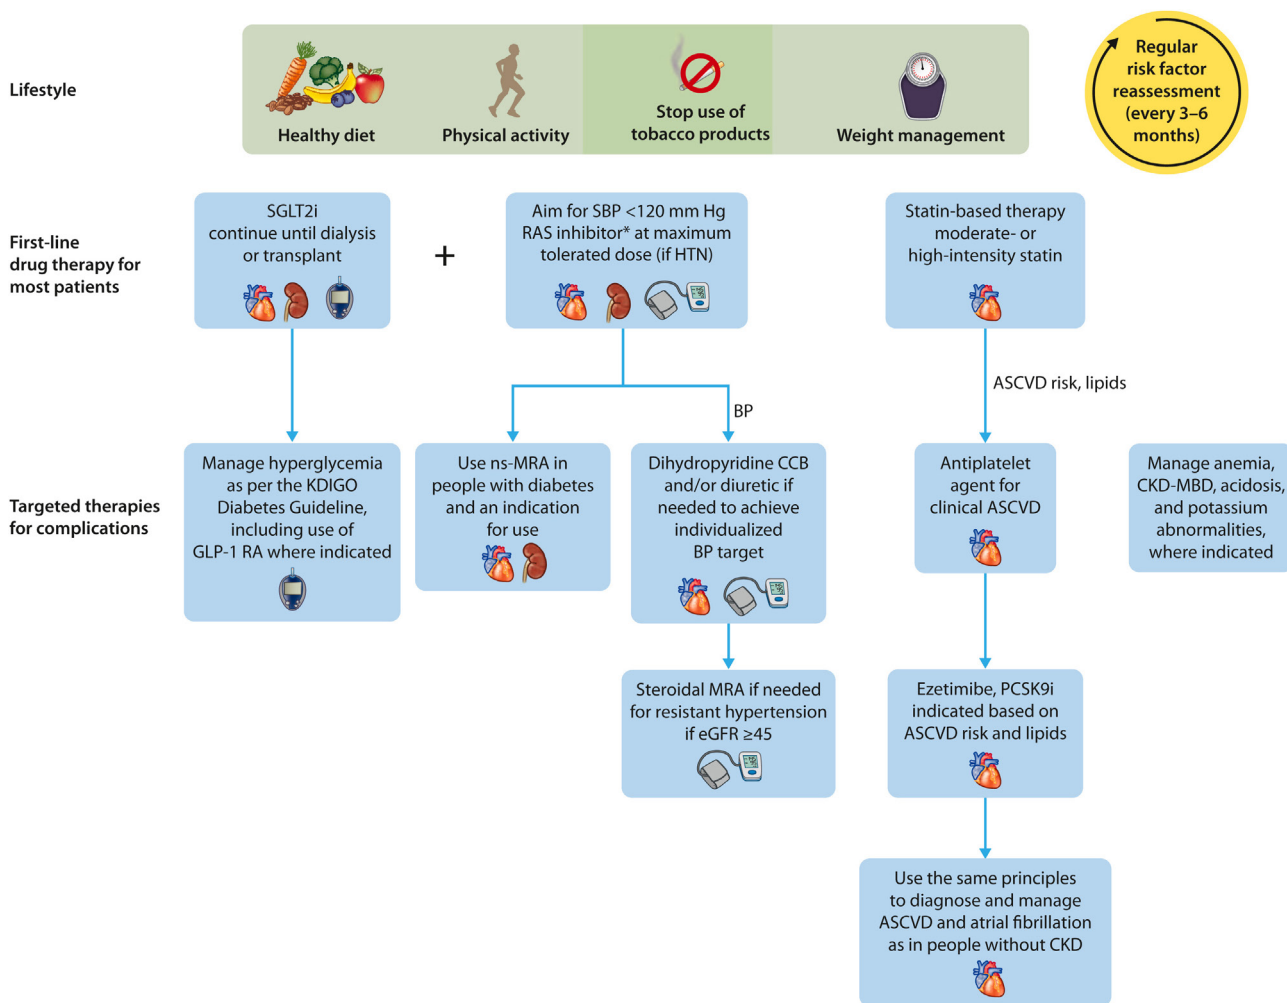 Lifestyle
Healthy diet
Physical activity
Stop use of
tobacco products
Weight management
Regular
risk factor
reassessment
(every 3–6
months)
First-line
drug therapy for
most patients
SGLT2i
continue until dialysis
or transplant
+
Aim for SBP <120 mm Hg
RAS inhibitor* at maximum
tolerated dose (if HTN)
Statin-based therapy
moderate- or
high-intensity statin
ASCVD risk, lipids
BP
Targeted therapies
for complications
Manage hyperglycemia
as per the KDIGO
Diabetes Guideline,
including use of
GLP-1 RA where indicated
Use ns-MRA in
people with diabetes
and an indication
for use
Dihydropyridine CCB
and/or diuretic if
needed to achieve
individualized
BP target
Antiplatelet
agent for
clinical ASCVD
Manage anemia,
CKD-MBD, acidosis,
and potassium
abnormalities,
where indicated
Steroidal MRA if needed
for resistant hypertension
if eGFR ≥45
Ezetimibe, PCSK9i
indicated based on
ASCVD risk and lipids
Use the same principles
to diagnose and manage
ASCVD and atrial fibrillation
as in people without CKD